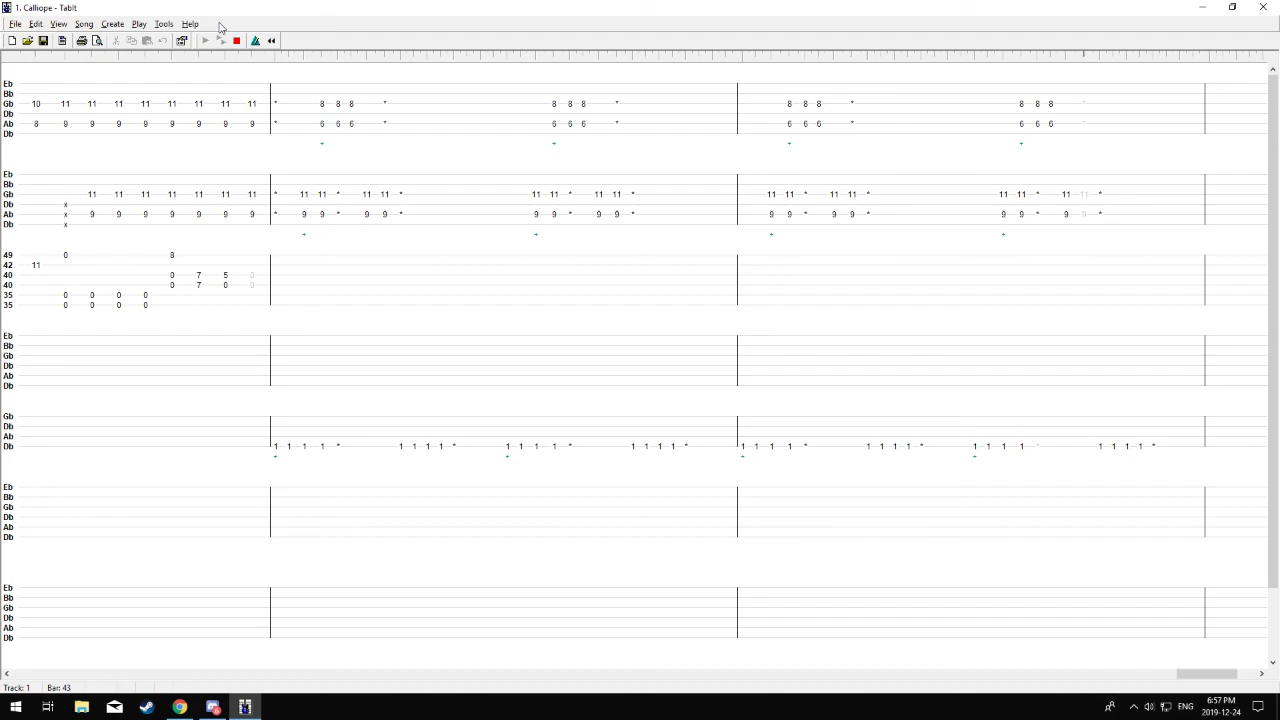 1. Calliope - TabIt
File Edit View Song Create Play Tools Help
Eb
Bb
Gb 10 11 11 11 11 11 11 11 11 * 8 8 8 * 8 8 8 * 8 8 8 * 8 8 8 *
Db
Ab 8 9 9 9 9 9 9 9 9 * 6 6 6 * 6 6 6 * 6 6 6 * 6 6 6 *
Db
+ + + +
Eb
Bb
Gb 11 11 11 11 11 11 11 * 11 11 * 11 11 * 11 11 * 11 11 * 11 11 * 11 11 * 11 11 * 11 11 *
Db x
Ab x 9 9 9 9 9 9 9 * 9 9 * 9 9 * 9 9 * 9 9 * 9 9 * 9 9 * 9 9 * 9 9 *
Db x
+ + + +
49 0 8
42 11
40 0 7 5 0
40 0 7 0 0
35 0 0 0 0
35 0 0 0 0
Eb
Bb
Gb
Db
Ab
Db
Gb
Db
Ab
Db 1 1 1 1 * 1 1 1 1 * 1 1 1 1 * 1 1 1 1 * 1 1 1 1 * 1 1 1 1 * 1 1 1 1 * 1 1 1 1 *
+ + + +
Eb
Bb
Gb
Db
Ab
Db
Eb
Bb
Gb
Db
Ab
Db
Track: 1 Bar: 43
ENG 6:57 PM
2019-12-24